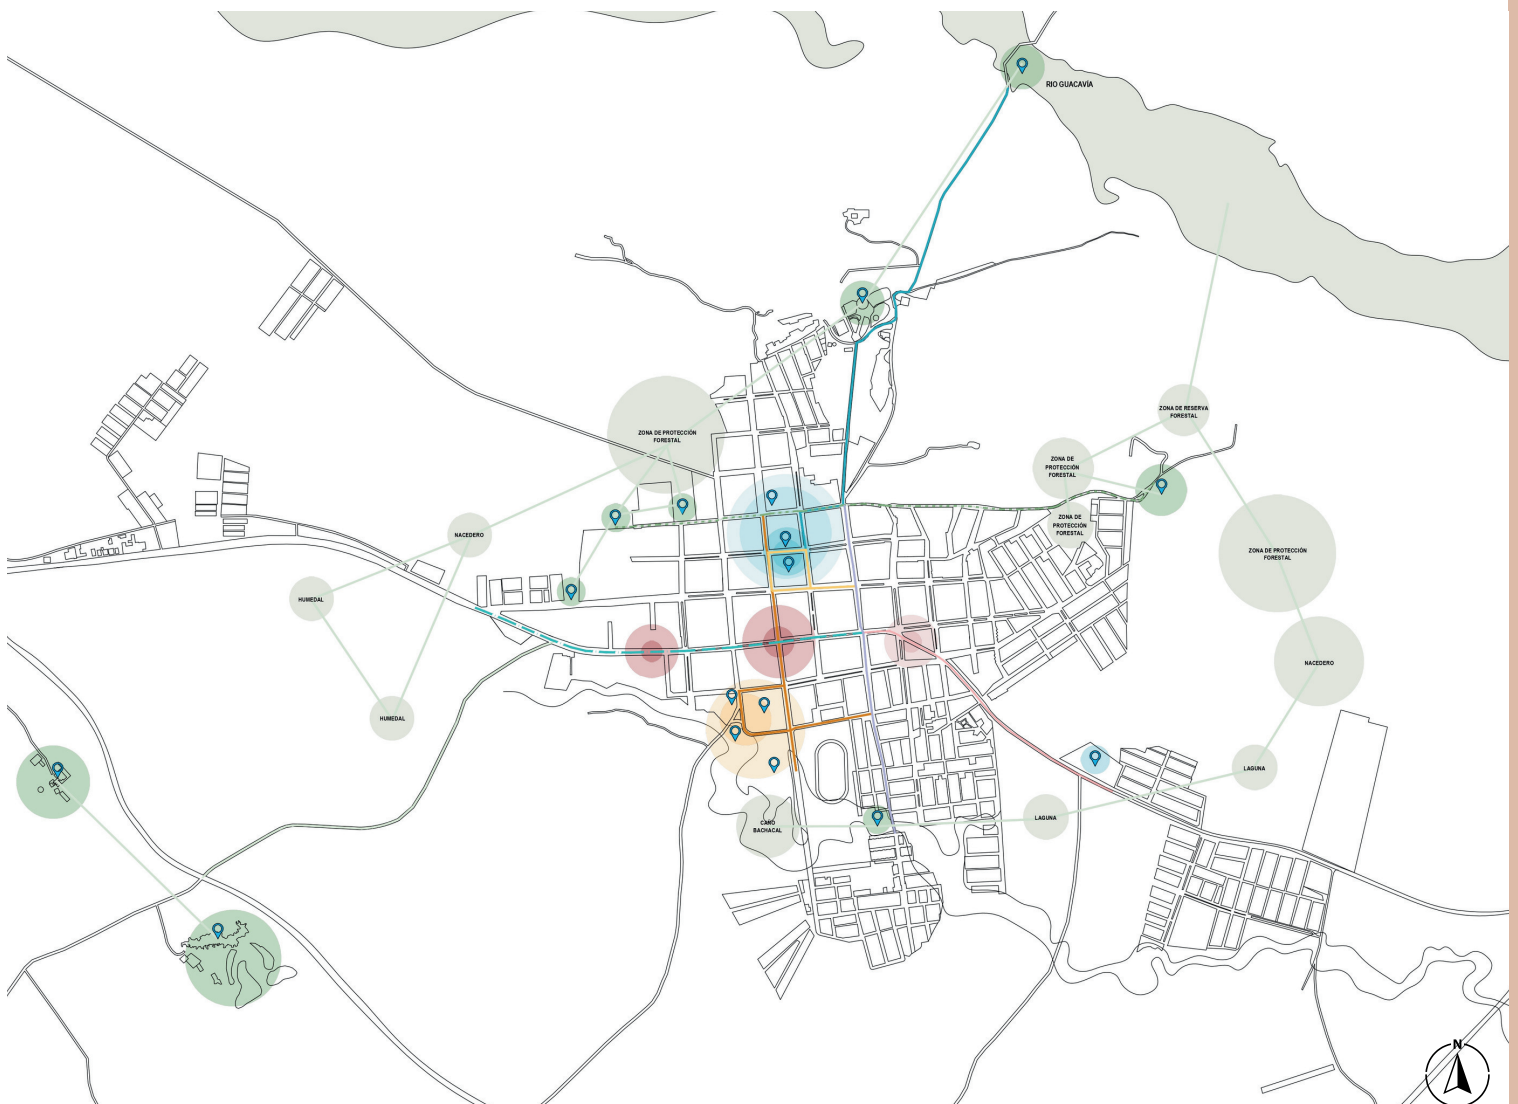 RIO GUACAVÍA
ZONA DE RESERVA
FORESTAL
ZONA DE PROTECCIÓN
FORESTAL
ZONA DE
PROTECCIÓN
FORESTAL
ZONA DE
PROTECCIÓN
FORESTAL
NACEDERO
ZONA DE PROTECCIÓN
FORESTAL
HUMEDAL
NACEDERO
HUMEDAL
LAGUNA
LAGUNA
CAÑO
BACHACAL
N